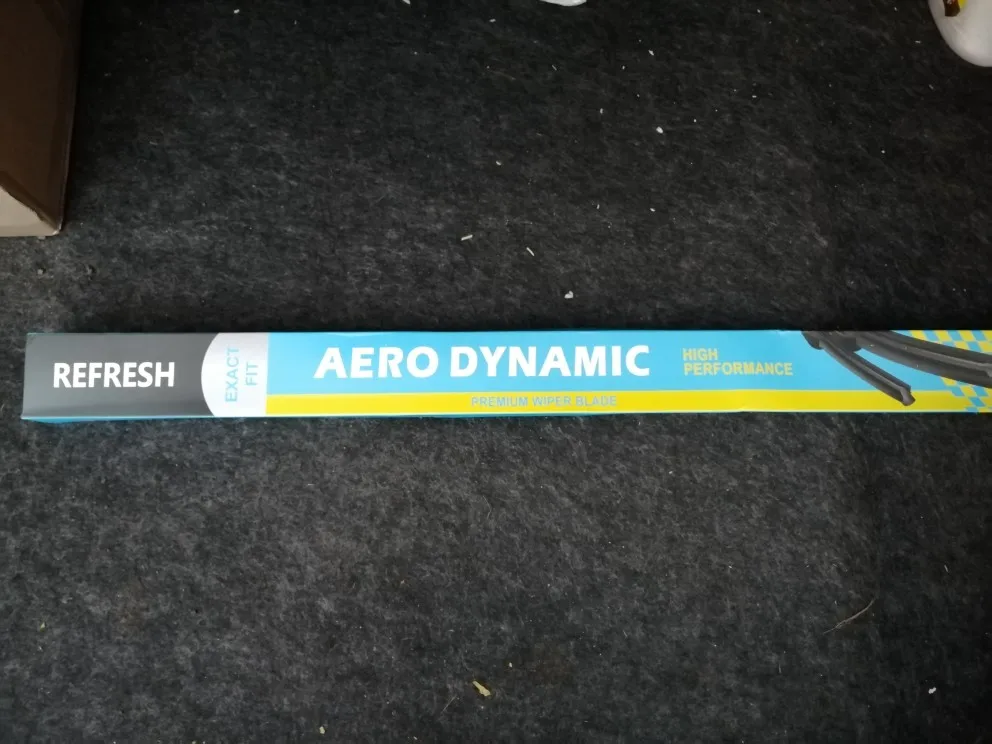 REFRESH
EXACT
FIT
AERO DYNAMIC
HIGH
PERFORMANCE
PREMIUM WIPER BLADE